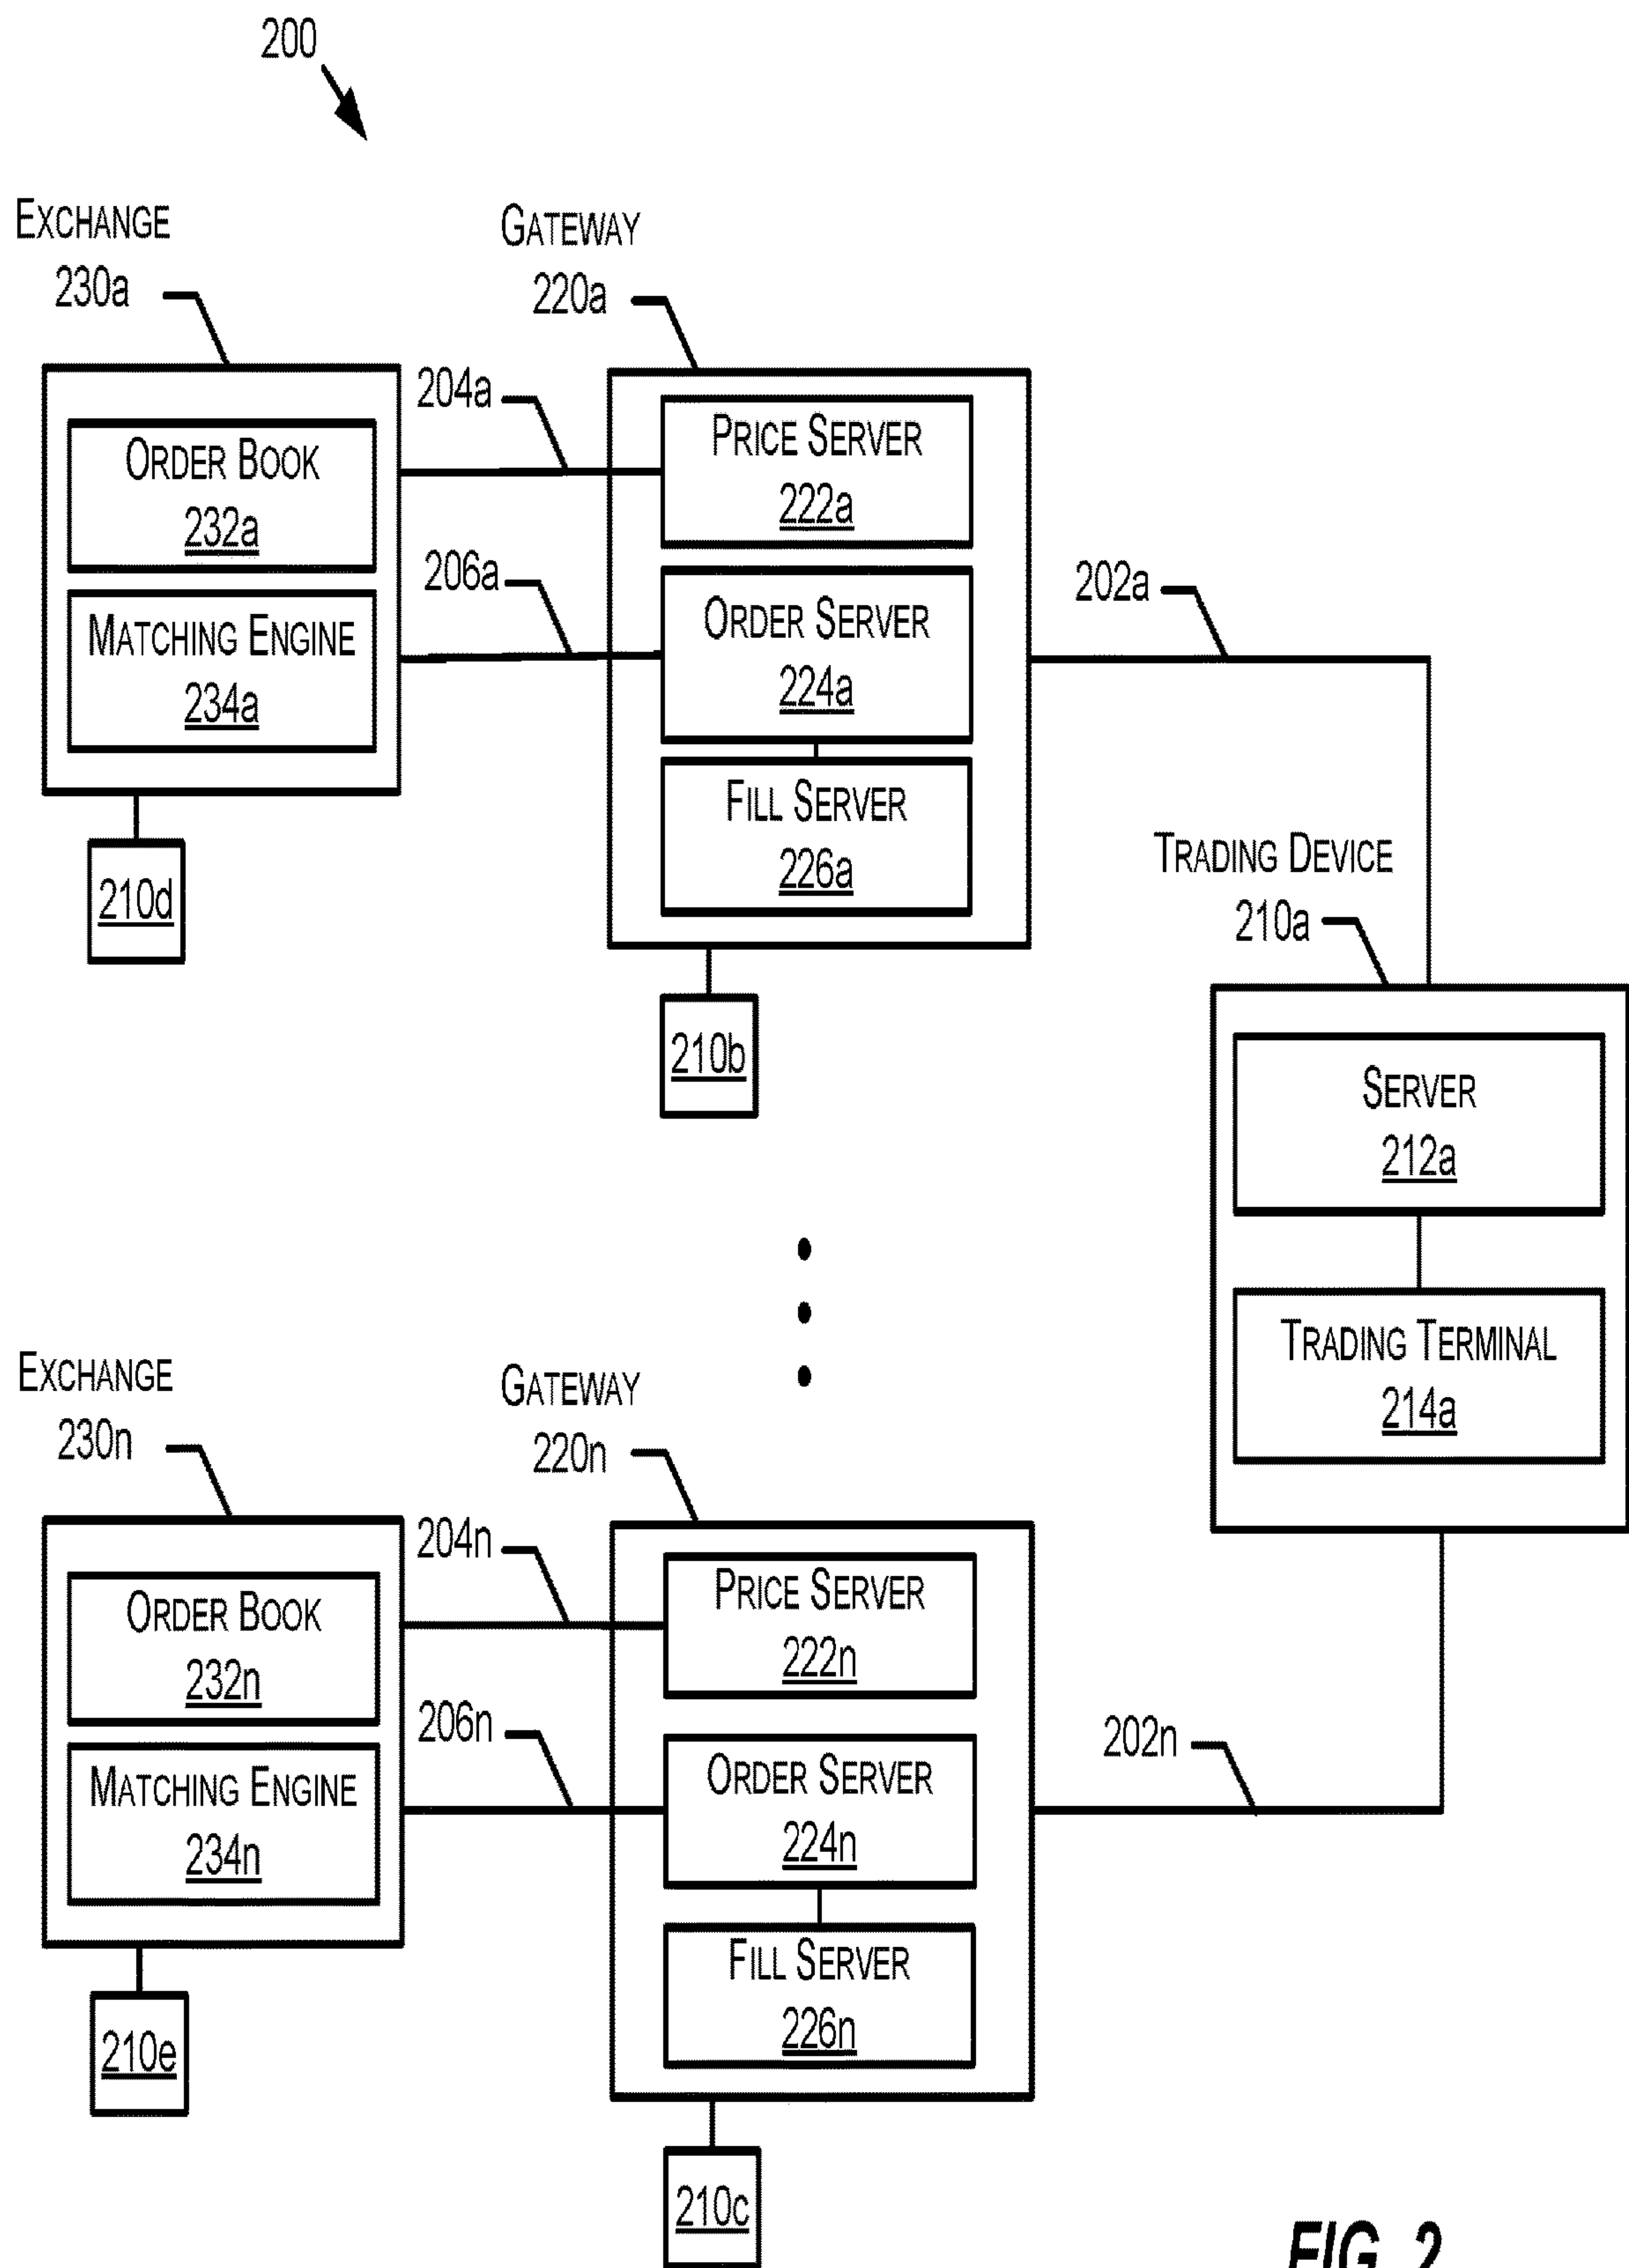 200
EXCHANGE
230a
GATEWAY
220a
204a
ORDER BOOK
232a
PRICE SERVER
222a
206a
MATCHING ENGINE
234a
ORDER SERVER
224a
202a
FILL SERVER
226a
210d
210b
TRADING DEVICE
210a
SERVER
212a
TRADING TERMINAL
214a
EXCHANGE
230n
GATEWAY
220n
204n
ORDER BOOK
232n
PRICE SERVER
222n
206n
MATCHING ENGINE
234n
ORDER SERVER
224n
202n
FILL SERVER
226n
210e
210c
FIG. 2